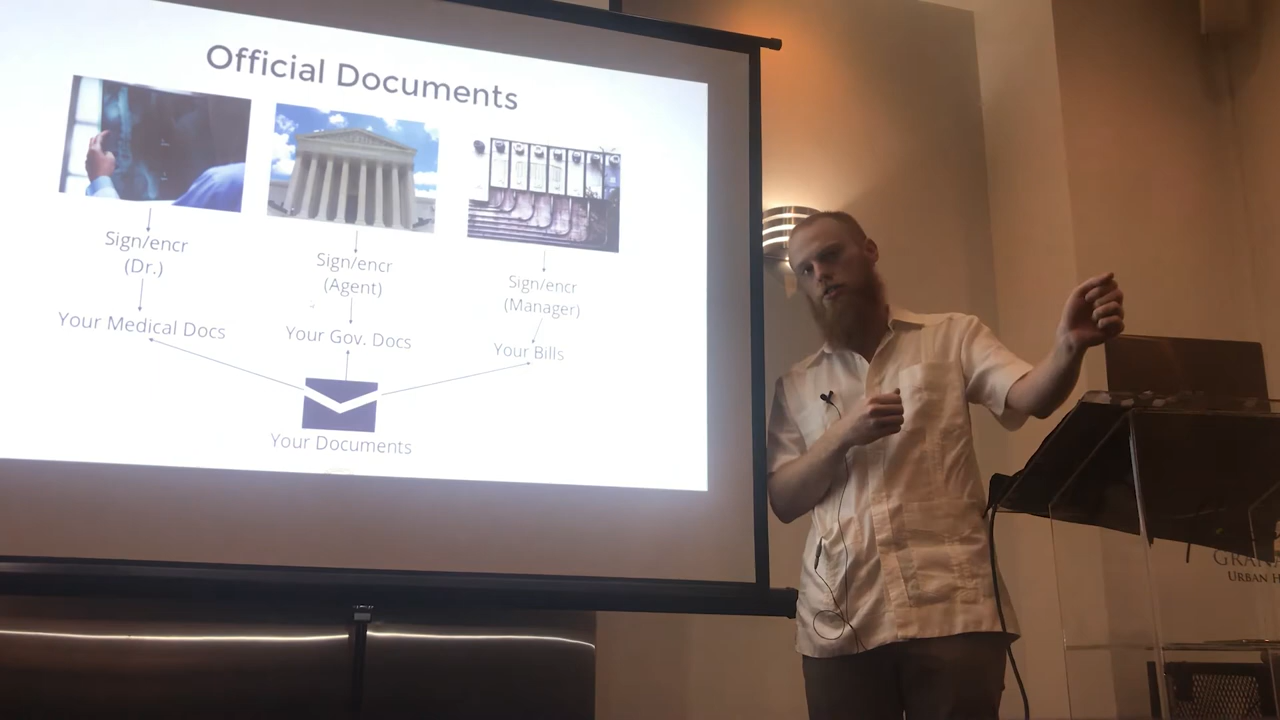 Official Documents
Sign/encr
(Dr.)
Sign/encr
(Agent)
Sign/encr
(Manager)
Your Medical Docs
Your Gov. Docs
Your Bills
Your Documents
URBAN